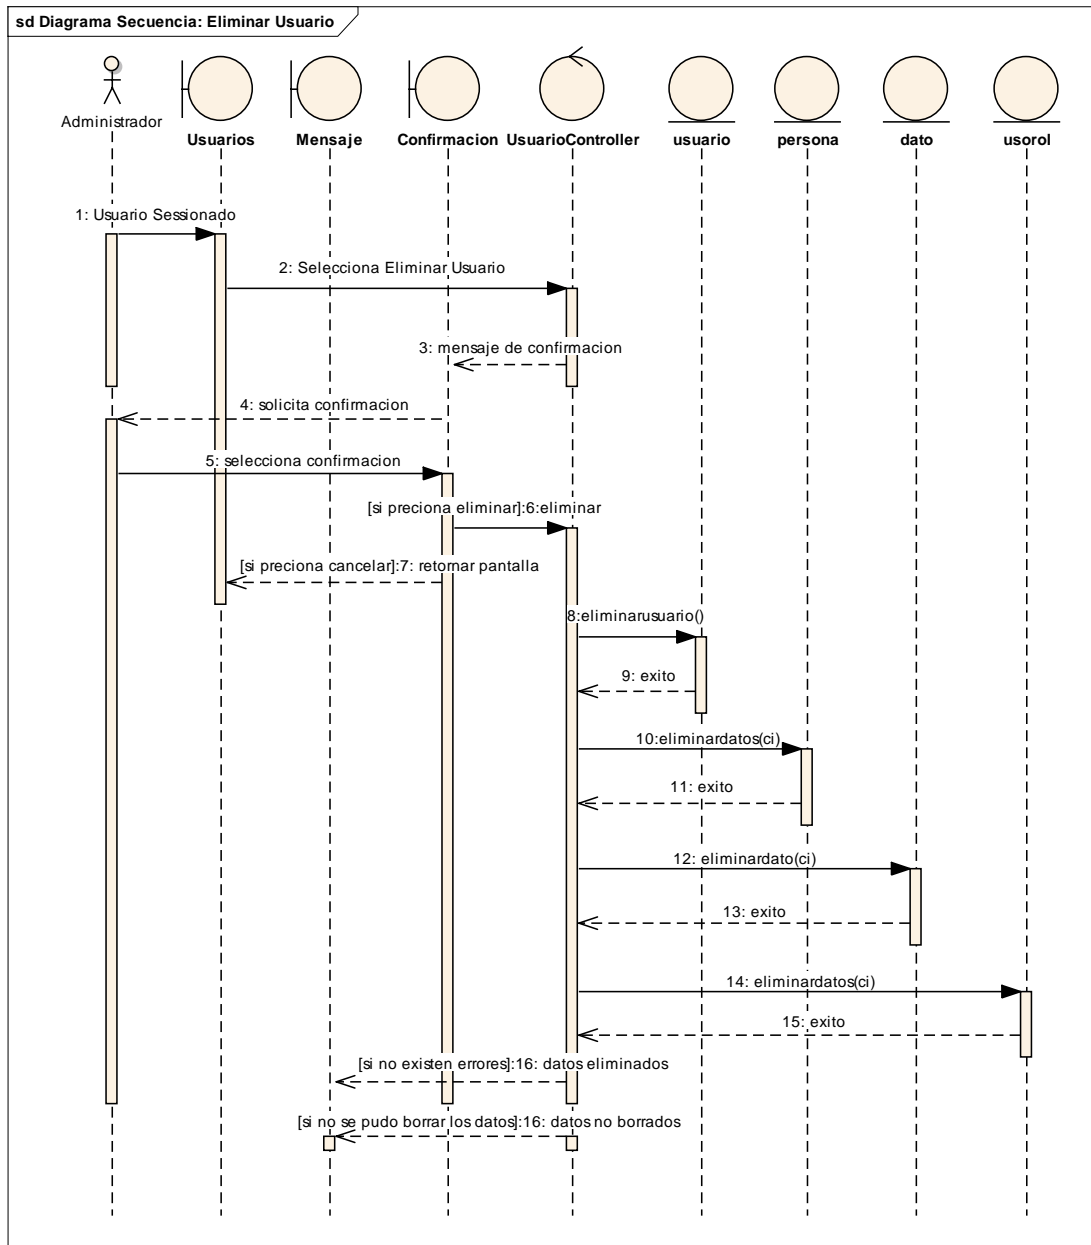 sd Diagrama Secuencia: Eliminar Usuario
Administrador
Usuarios
Mensaje
Confirmacion
UsuarioController
usuario
persona
dato
usorol
1: Usuario Sessionado
2: Selecciona Eliminar Usuario
3: mensaje de confirmacion
4: solicita confirmacion
5: selecciona confirmacion
[si preciona eliminar]:6:eliminar
[si preciona cancelar]:7: retornar pantalla
8:eliminarusuario()
9: exito
10:eliminardatos(ci)
11: exito
12: eliminardato(ci)
13: exito
14: eliminardatos(ci)
15: exito
[si no existen errores]:16: datos eliminados
[si no se pudo borrar los datos]:16: datos no borrados